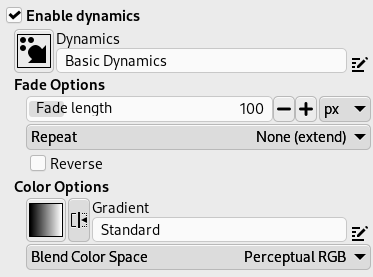 Enable dynamics
Dynamics
Basic Dynamics
Fade Options
Fade length 100 px
Repeat None (extend)
Reverse
Color Options
Gradient
Standard
Blend Color Space Perceptual RGB